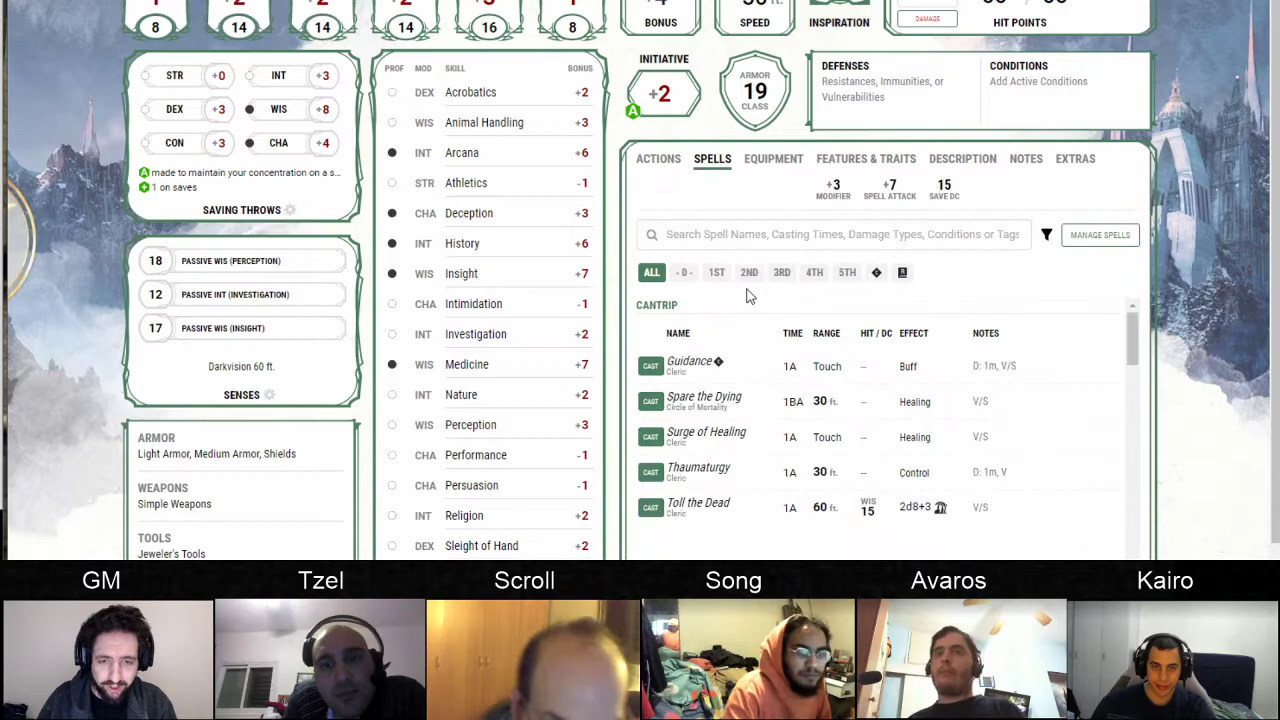 8 14 14 14 16 8
BONUS SPEED INSPIRATION DAMAGE HIT POINTS
STR +0 INT +3
DEX +3 WIS +8
CON +3 CHA +4
made to maintain your concentration on a s...
1 on saves
SAVING THROWS
18 PASSIVE WIS (PERCEPTION)
12 PASSIVE INT (INVESTIGATION)
17 PASSIVE WIS (INSIGHT)
Darkvision 60 ft.
SENSES
ARMOR
Light Armor, Medium Armor, Shields
WEAPONS
Simple Weapons
TOOLS
Jeweler's Tools
PROF MOD SKILL BONUS
DEX Acrobatics +2
WIS Animal Handling +3
INT Arcana +6
STR Athletics -1
CHA Deception +3
INT History +6
WIS Insight +7
CHA Intimidation -1
INT Investigation +2
WIS Medicine +7
INT Nature +2
WIS Perception +3
CHA Performance -1
CHA Persuasion -1
INT Religion +2
DEX Sleight of Hand +2
INITIATIVE
+2
ARMOR
19
CLASS
DEFENSES
Resistances, Immunities, or
Vulnerabilities
CONDITIONS
Add Active Conditions
ACTIONS SPELLS EQUIPMENT FEATURES & TRAITS DESCRIPTION NOTES EXTRAS
+3 +7 15
MODIFIER SPELL ATTACK SAVE DC
Search Spell Names, Casting Times, Damage Types, Conditions or Tags
MANAGE SPELLS
ALL - 0 - 1ST 2ND 3RD 4TH 5TH
CANTRIP
NAME TIME RANGE HIT / DC EFFECT NOTES
CAST Guidance 1A Touch -- Buff D: 1m, V/S
Cleric
CAST Spare the Dying 1BA 30 ft. -- Healing V/S
Circle of Mortality
CAST Surge of Healing 1A Touch -- Healing V/S
Cleric
CAST Thaumaturgy 1A 30 ft. -- Control D: 1m, V
Cleric
CAST Toll the Dead 1A 60 ft. WIS 15 2d8+3 V/S
Cleric
GM Tzel Scroll Song Avaros Kairo